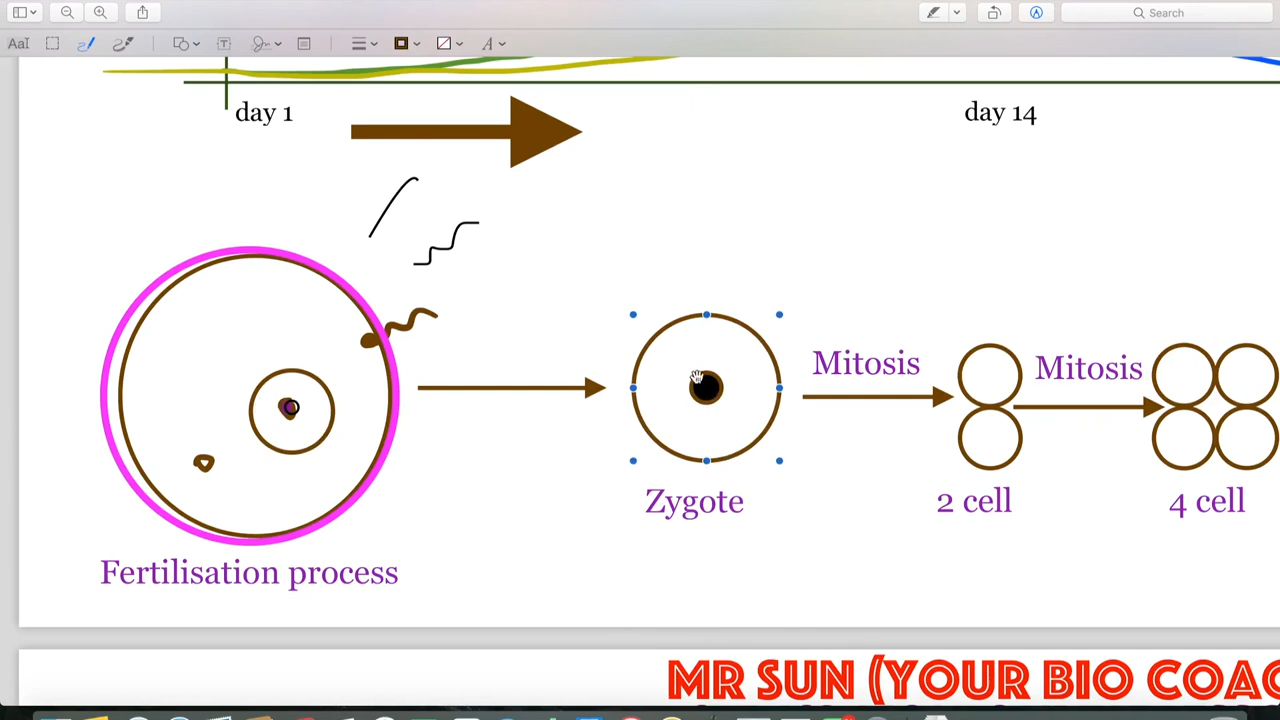 Search
AaI
T
A
day 1
day 14
Mitosis
Mitosis
Zygote
2 cell
4 cell
Fertilisation process
MR SUN (YOUR BIO COAC